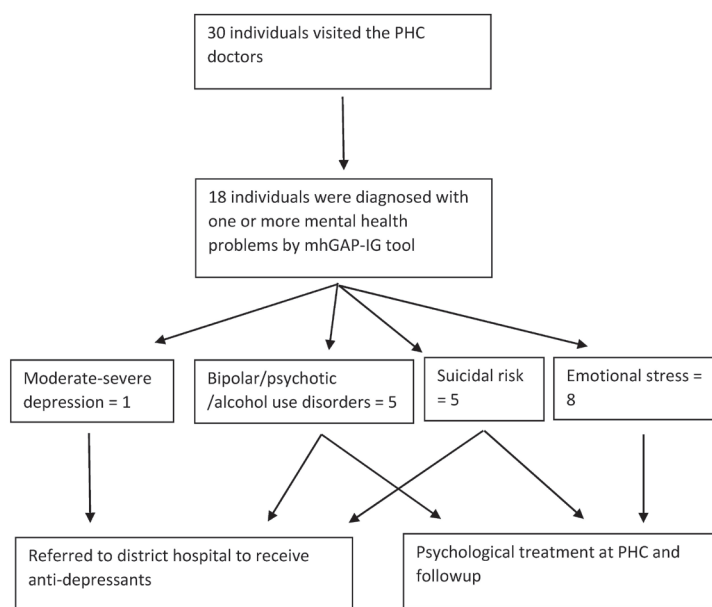 30 individuals visited the PHC
doctors
18 individuals were diagnosed with
one or more mental health
problems by mhGAP-IG tool
Moderate-severe
depression = 1
Bipolar/psychotic
/alcohol use disorders = 5
Suicidal risk
= 5
Emotional stress =
8
Referred to district hospital to receive
anti-depressants
Psychological treatment at PHC and
followup